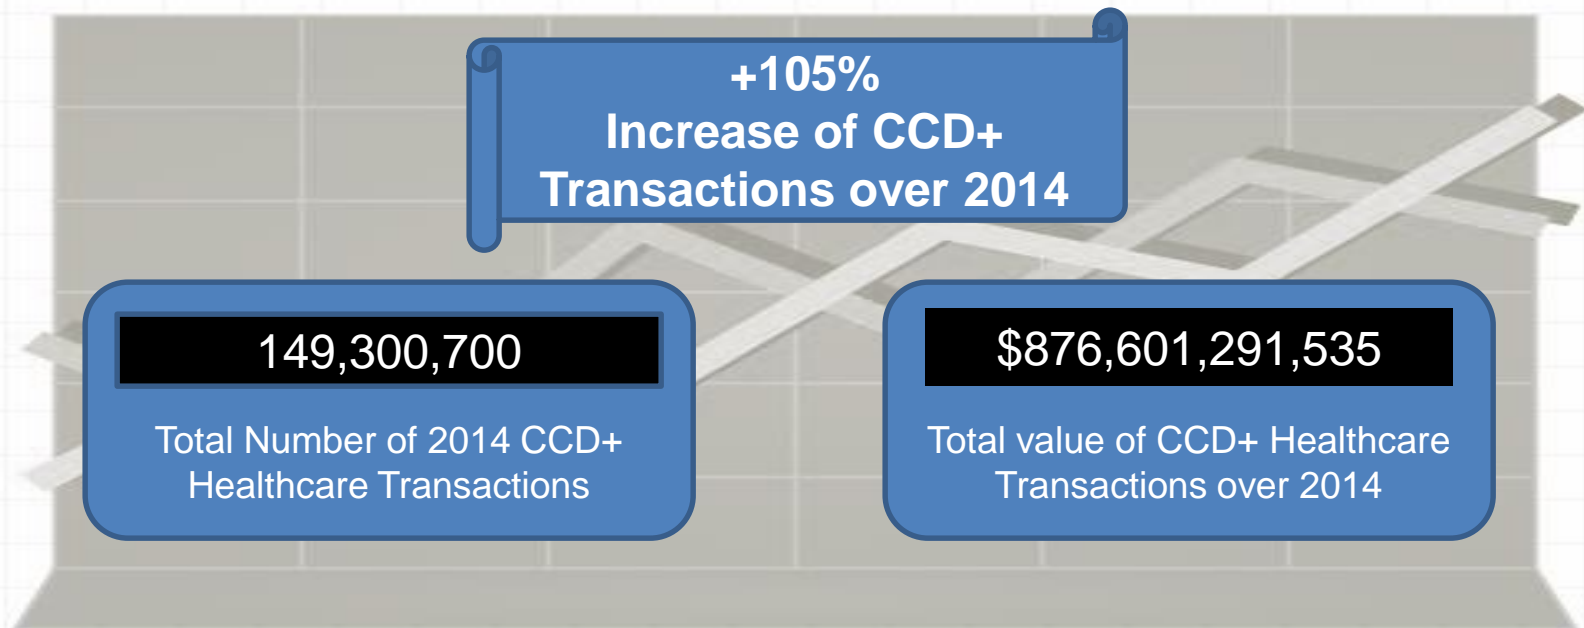 +105%
Increase of CCD+
Transactions over 2014
149,300,700
Total Number of 2014 CCD+
Healthcare Transactions
$876,601,291,535
Total value of CCD+ Healthcare
Transactions over 2014